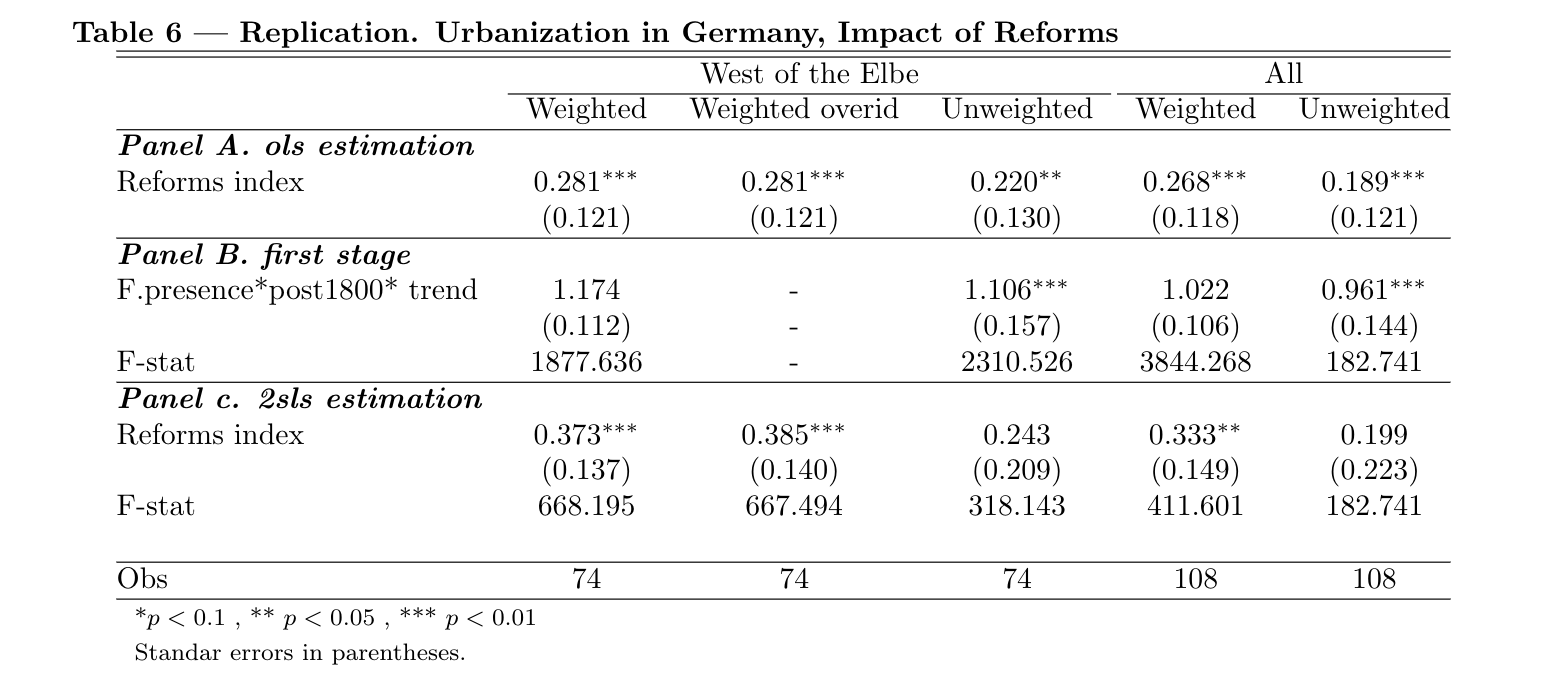 Table 6 — Replication. Urbanization in Germany, Impact of Reforms
West of the Elbe All
Weighted Weighted overid Unweighted Weighted Unweighted
Panel A. ols estimation
Reforms index 0.281*** 0.281*** 0.220** 0.268*** 0.189***
(0.121) (0.121) (0.130) (0.118) (0.121)
Panel B. first stage
F.presence*post1800* trend 1.174 - 1.106*** 1.022 0.961***
(0.112) - (0.157) (0.106) (0.144)
F-stat 1877.636 - 2310.526 3844.268 182.741
Panel c. 2sls estimation
Reforms index 0.373*** 0.385*** 0.243 0.333** 0.199
(0.137) (0.140) (0.209) (0.149) (0.223)
F-stat 668.195 667.494 318.143 411.601 182.741
Obs 74 74 74 108 108
*p < 0.1 , ** p < 0.05 , *** p < 0.01
Standar errors in parentheses.